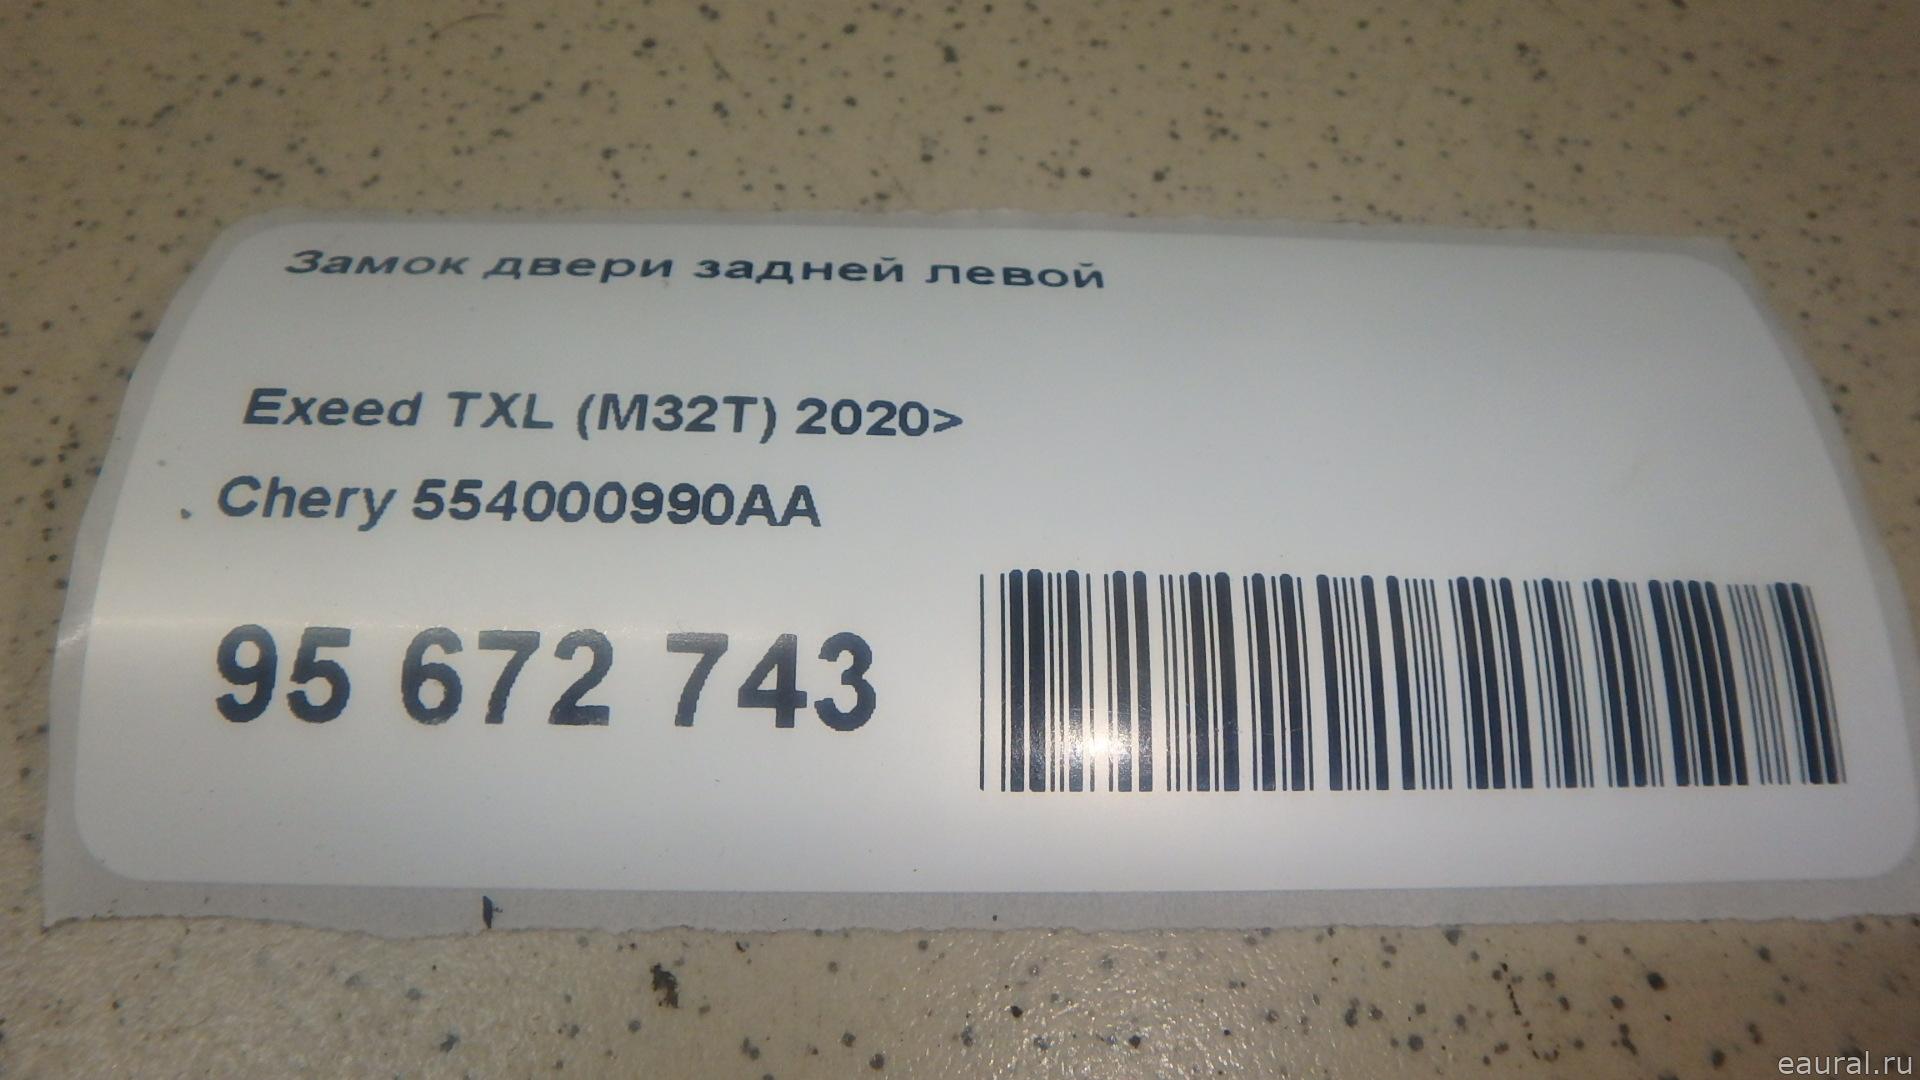 Замок двери задней левой
Exeed TXL (M32T) 2020>
Chery 554000990AA
95 672 743
eaural.ru